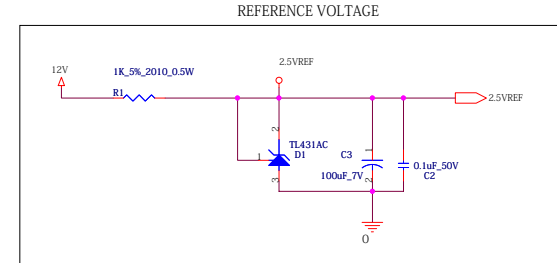 REFERENCE VOLTAGE
12V
1K_5%_2010_0.5W
R1
2.5VREF
2.5VREF
2
TL431AC
1
D1
3
C3
1
100uF_7V
2
0.1uF_50V
C2
0